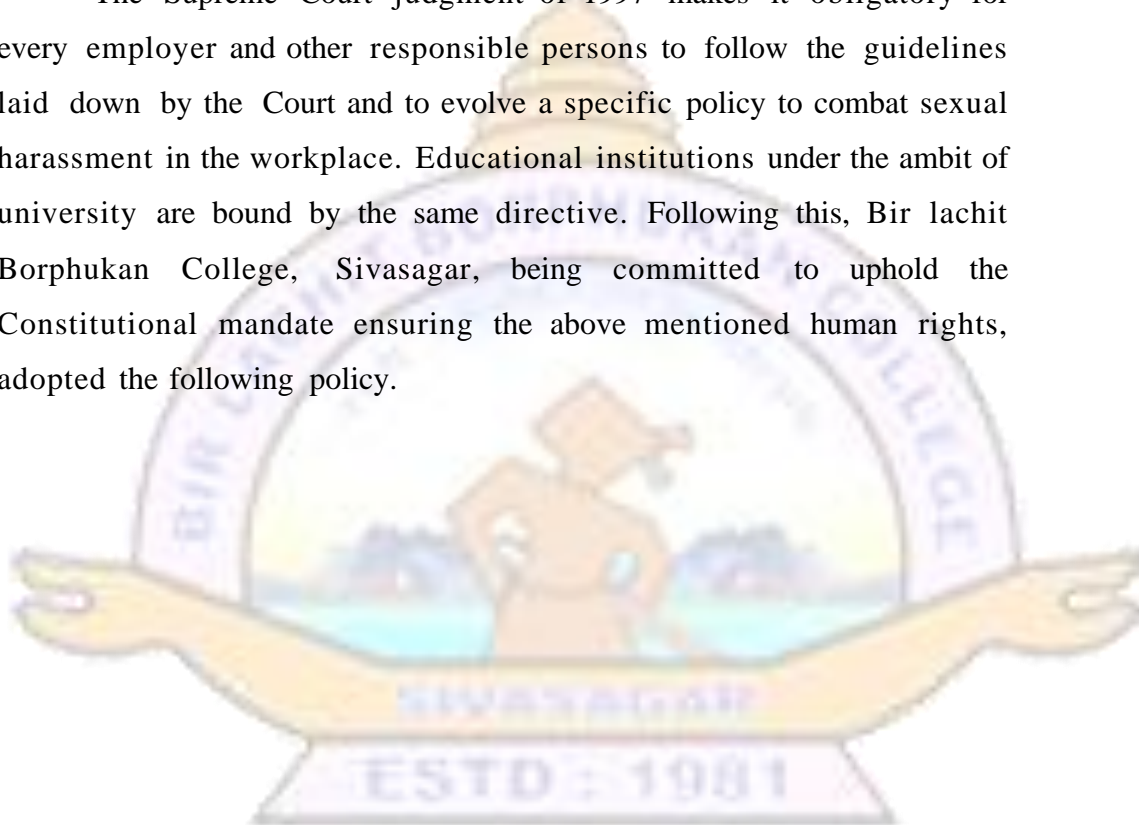 The Supreme Court judgment of 1997 makes it obligatory for
every employer and other responsible persons to follow the guidelines
laid down by the Court and to evolve a specific policy to combat sexual
harassment in the workplace. Educational institutions under the ambit of
university are bound by the same directive. Following this, Bir lachit
Borphukan College, Sivasagar, being committed to uphold the
Constitutional mandate ensuring the above mentioned human rights,
adopted the following policy.
BIR LACHIT BORPHUKAN COLLEGE
SIVASAGAR
ESTD : 1981